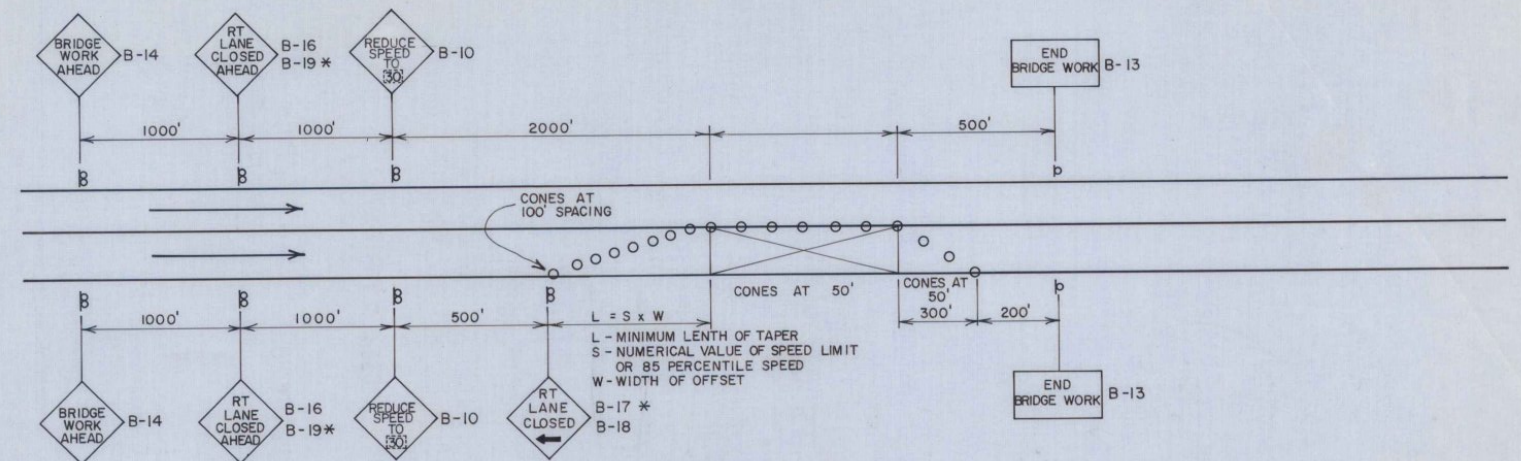 BRIDGE
WORK
AHEAD
B-14
RT
LANE
CLOSED
AHEAD
B-16
B-19*
REDUCE
SPEED
TO
30
B-10
END
BRIDGE WORK
B-13
1000'
1000'
2000'
500'
CONES AT
100' SPACING
CONES AT 50'
CONES AT
50'
1000'
1000'
500'
L = S x W
300'
200'
L - MINIMUM LENTH OF TAPER
S - NUMERICAL VALUE OF SPEED LIMIT
OR 85 PERCENTILE SPEED
W - WIDTH OF OFFSET
BRIDGE
WORK
AHEAD
B-14
RT
LANE
CLOSED
AHEAD
B-16
B-19*
REDUCE
SPEED
TO
30
B-10
RT
LANE
CLOSED
B-17 *
B-18
END
BRIDGE WORK
B-13